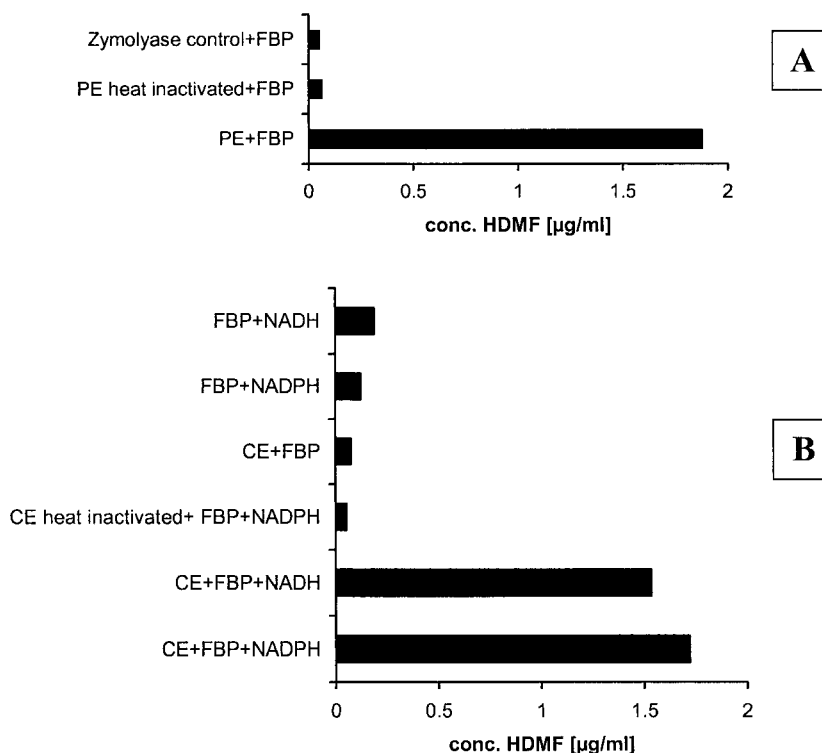 Zymolyase control+FBP
A
PE heat inactivated+FBP
PE+FBP
0 0.5 1 1.5 2
conc. HDMF [µg/ml]
FBP+NADH
FBP+NADPH
CE+FBP
B
CE heat inactivated+ FBP+NADPH
CE+FBP+NADH
CE+FBP+NADPH
0 0.5 1 1.5 2
conc. HDMF [µg/ml]